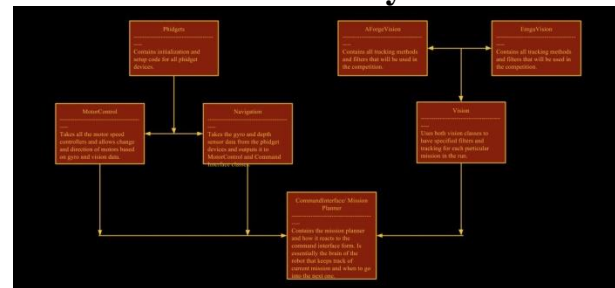 Phidgets
Contains initialization and
setup code for all phidget
devices.
AForgeVision
Contains all tracking methods
and filters that will be used in
the competition.
EmguVision
Contains all tracking methods
and filters that will be used in
the competition.
MotorControl
Takes all the motor speed
controllers and allows change
and direction of motors based
on gyro and vision data.
Navigation
Takes the gyro and depth
sensor data from the phidget
devices and outputs it to
MotorControl and Command
Interface classes
Vision
Uses both vision classes to
have specified filters and
tracking for each particular
mission in the run.
CommandInterface/ Mission
Planner
Contains the mission planner
and how it reacts to the
command interface form. Is
essentially the brain of the
robot that keeps track of
current mission and when to go
into the next one.